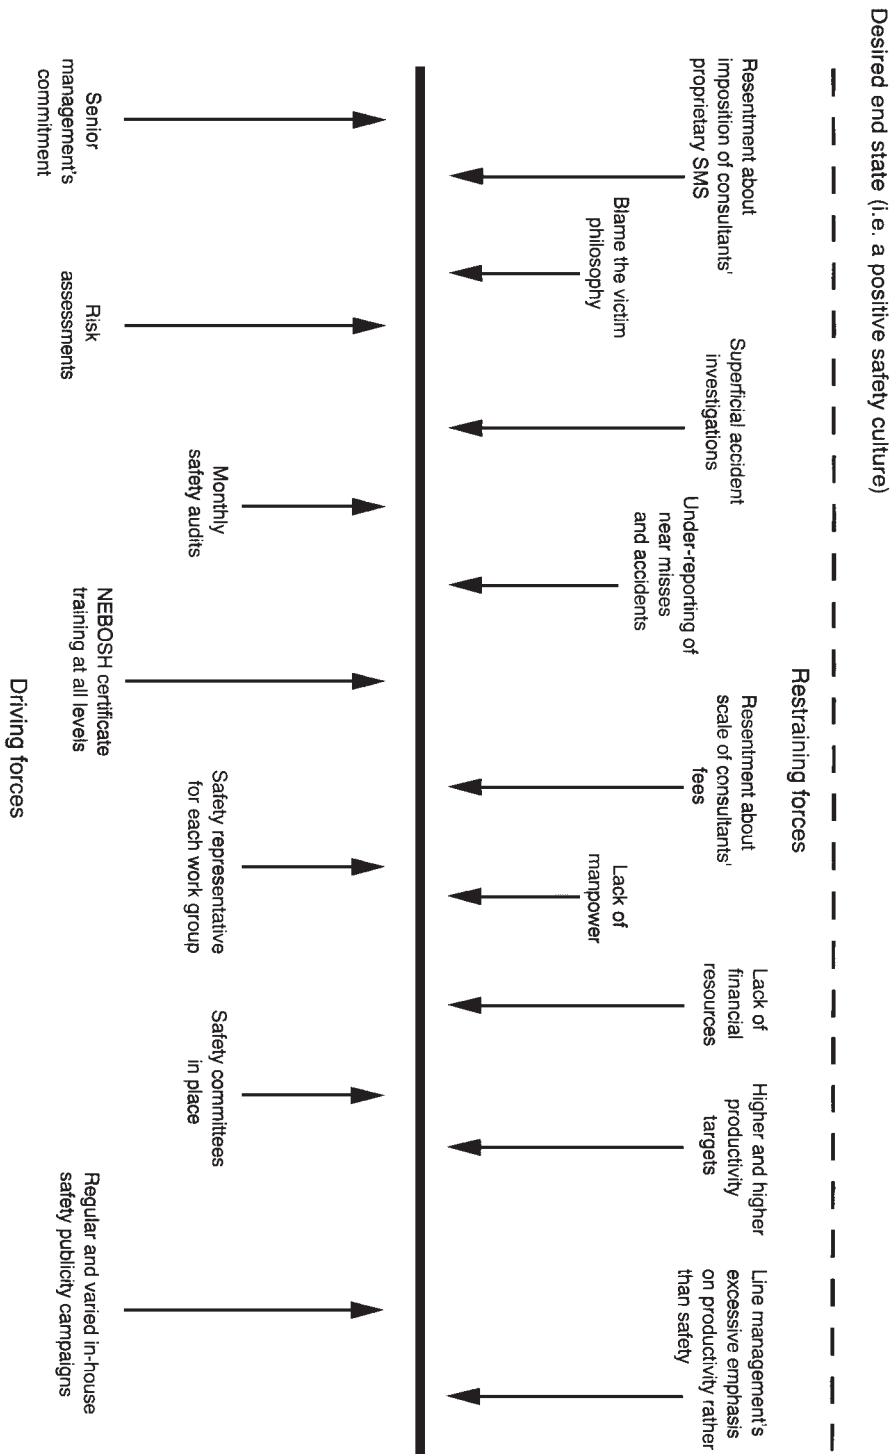 Desired end state (i.e. a positive safety culture)
Restraining forces
Resentment about
imposition of consultants'
proprietary SMS
Blame the victim
philosophy
Superficial accident
investigations
Under-reporting of
near misses
and accidents
Resentment about
scale of consultants'
fees
Lack of
manpower
Lack of
financial
resources
Higher and higher
productivity
targets
Line management's
excessive emphasis
on productivity rather
than safety
Senior
management's
commitment
Risk
assessments
Monthly
safety audits
NEBOSH certificate
training at all levels
Safety representative
for each work group
Safety committees
in place
Regular and varied in-house
safety publicity campaigns
Driving forces